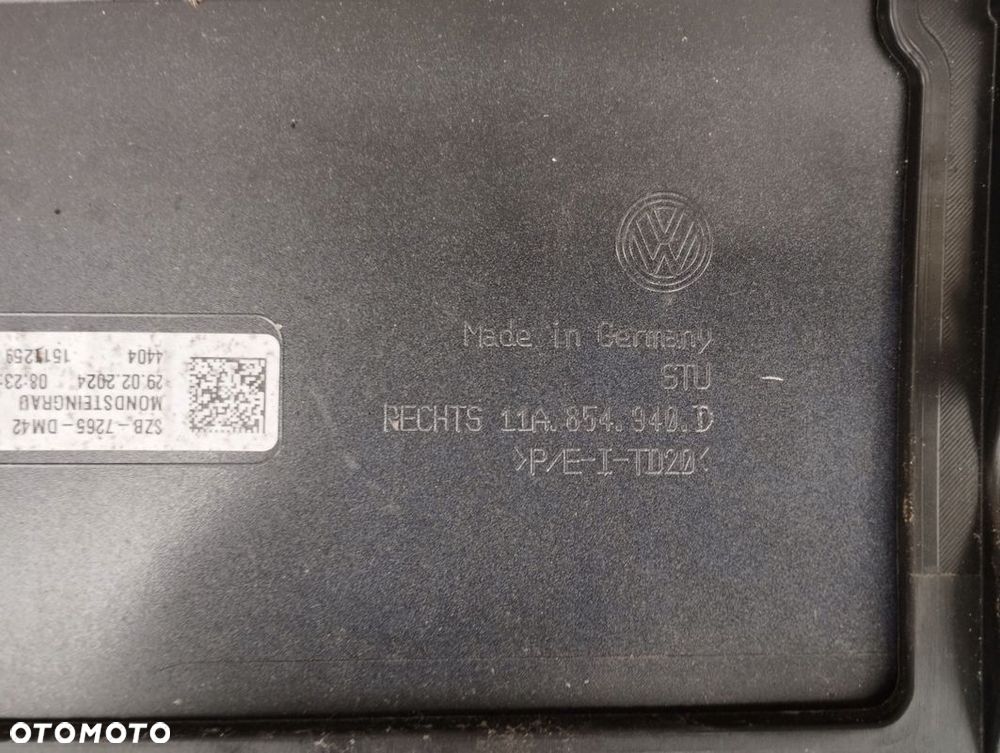 Made in Germany
STU
RECHTS 11A.854.940.D
>P/E-I-TD20<
SZB-7265-DM42
MONDSTEINGRAU
29.02.2024 08:23
4404 1511259
OTOMOTO